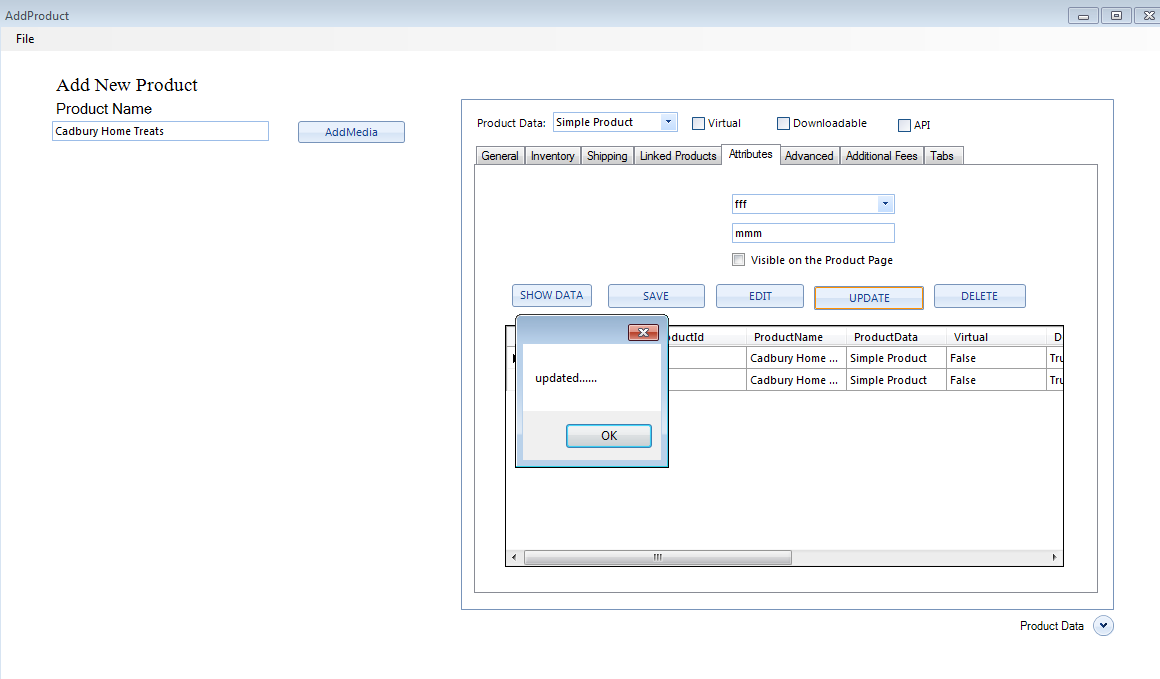 AddProduct
File
Add New Product
Product Name
Cadbury Home Treats
AddMedia
Product Data: Simple Product Virtual Downloadable API
General Inventory Shipping Linked Products Attributes Advanced Additional Fees Tabs
fff
mmm
Visible on the Product Page
SHOW DATA SAVE EDIT UPDATE DELETE
ductId ProductName ProductData Virtual D
Cadbury Home ... Simple Product False Tru
Cadbury Home ... Simple Product False Tru
updated......
OK
Product Data